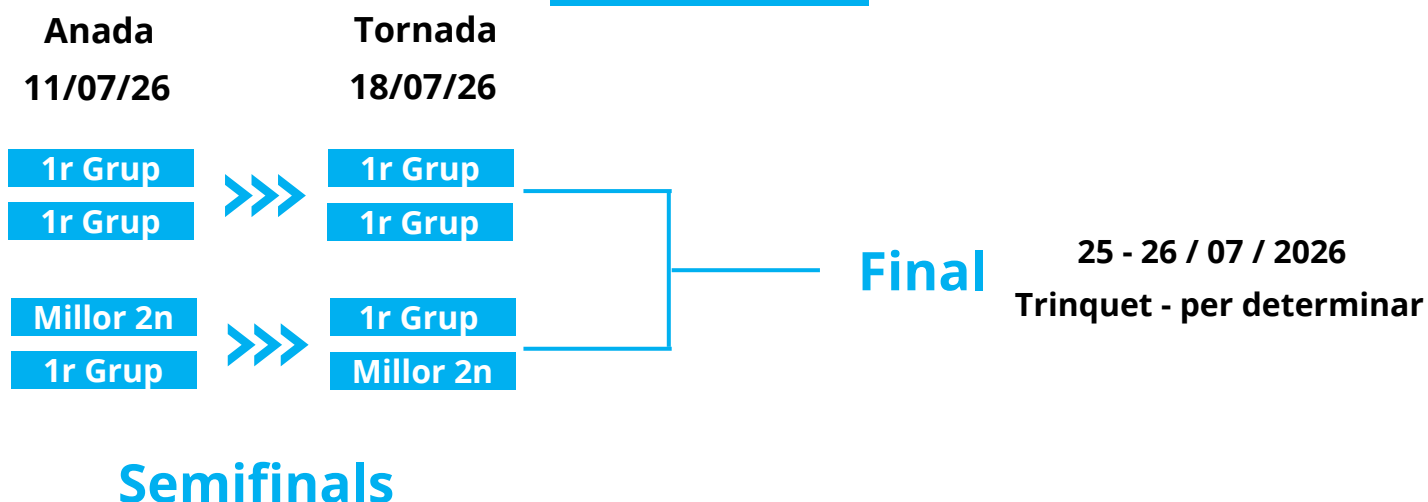 Anada
11/07/26
Tornada
18/07/26
1r Grup
1r Grup
1r Grup
1r Grup
Millor 2n
1r Grup
1r Grup
Millor 2n
Final
25 - 26 / 07 / 2026
Trinquet - per determinar
Semifinals